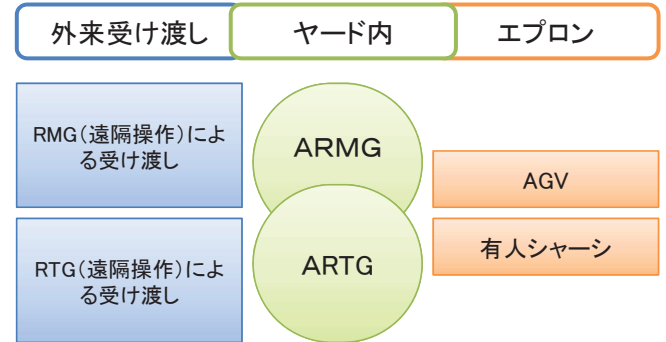 外来受け渡し
ヤード内
エプロン
RMG（遠隔操作）によ
る受け渡し
ARMG
AGV
RTG（遠隔操作）によ
る受け渡し
ARTG
有人シャーシ